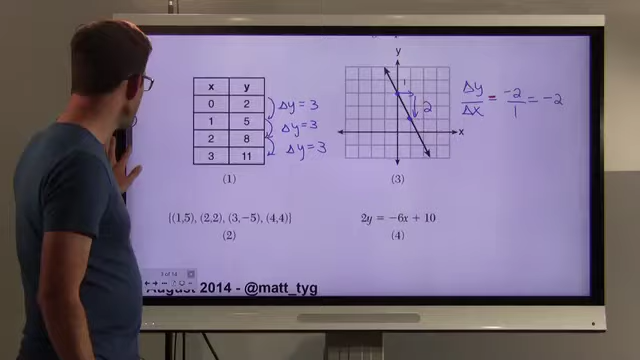 x y
0 2
1 5
2 8
3 11
Δy = 3
Δy = 3
Δy = 3
(1)
y
x
1
2
(3)
Δy/Δx = -2/1 = -2
{(1,5), (2,2), (3,−5), (4,4)}
(2)
2y = −6x + 10
(4)
August 2014 - @matt_tyg